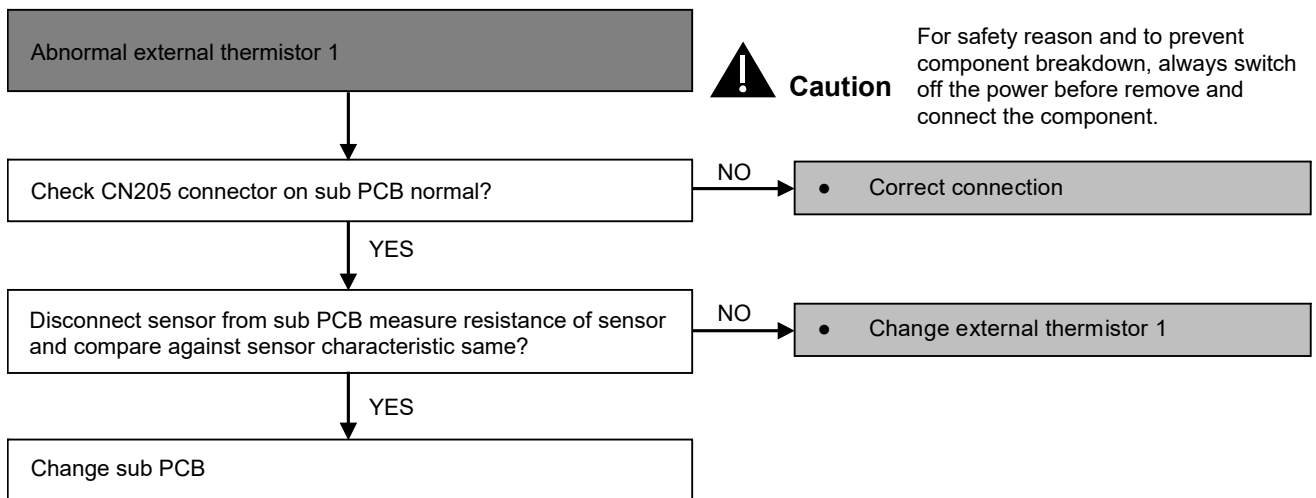 Abnormal external thermistor 1
Caution
For safety reason and to prevent
component breakdown, always switch
off the power before remove and
connect the component.
Check CN205 connector on sub PCB normal?
NO
● Correct connection
YES
Disconnect sensor from sub PCB measure resistance of sensor
and compare against sensor characteristic same?
NO
● Change external thermistor 1
YES
Change sub PCB